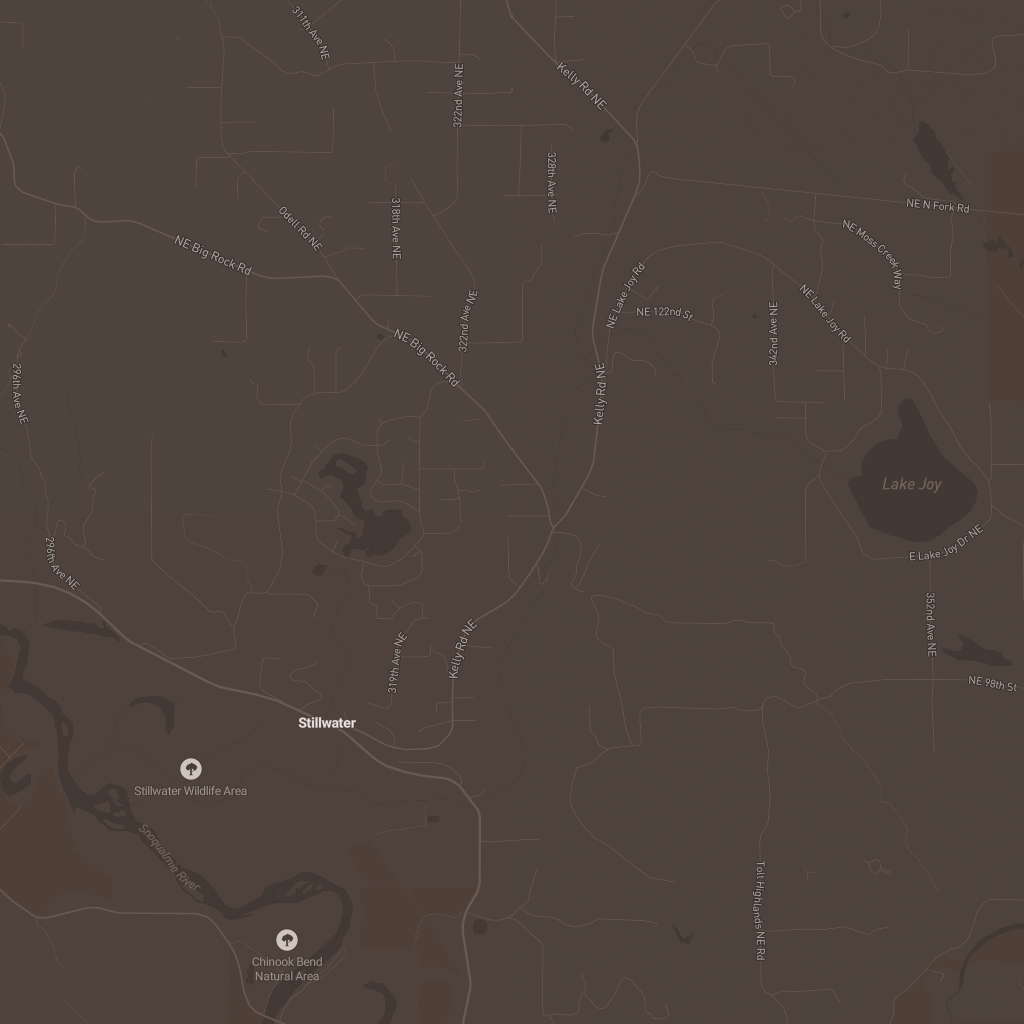 311th Ave NE
Kelly Rd NE
322nd Ave NE
328th Ave NE
318th Ave NE
Odell Rd NE
NE N Fork Rd
NE Big Rock Rd
NE Moss Creek Way
NE Lake Joy Rd
NE Lake Joy Rd
NE 122nd St
322nd Ave NE
342nd Ave NE
NE Big Rock Rd
296th Ave NE
Kelly Rd NE
Lake Joy
E Lake Joy Dr NE
296th Ave NE
352nd Ave NE
319th Ave NE
Kelly Rd NE
NE 98th St
Stillwater
Stillwater Wildlife Area
Snoqualmie River
Tolt Highlands NE Rd
Chinook Bend
Natural Area